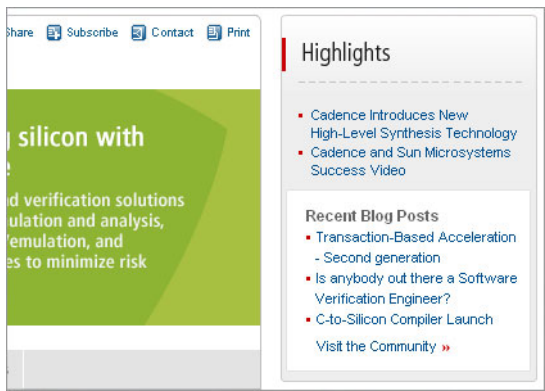 Share Subscribe Contact Print
silicon with
d verification solutions
ulation and analysis,
/emulation, and
es to minimize risk
Highlights
Cadence Introduces New
High-Level Synthesis Technology
Cadence and Sun Microsystems
Success Video
Recent Blog Posts
Transaction-Based Acceleration
- Second generation
Is anybody out there a Software
Verification Engineer?
C-to-Silicon Compiler Launch
Visit the Community »